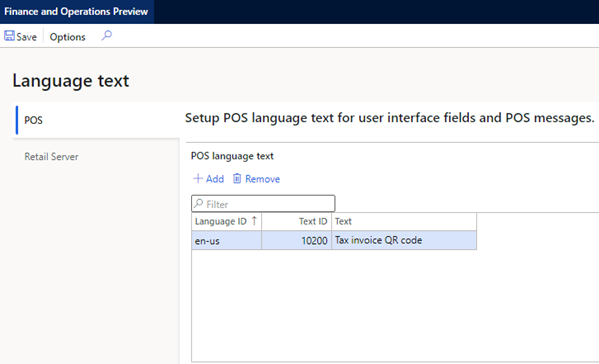 Finance and Operations Preview
Save Options
Language text
POS
Setup POS language text for user interface fields and POS messages.
Retail Server
POS language text
Add Remove
Filter
Language ID ↑ Text ID Text
en-us 10200 Tax invoice QR code